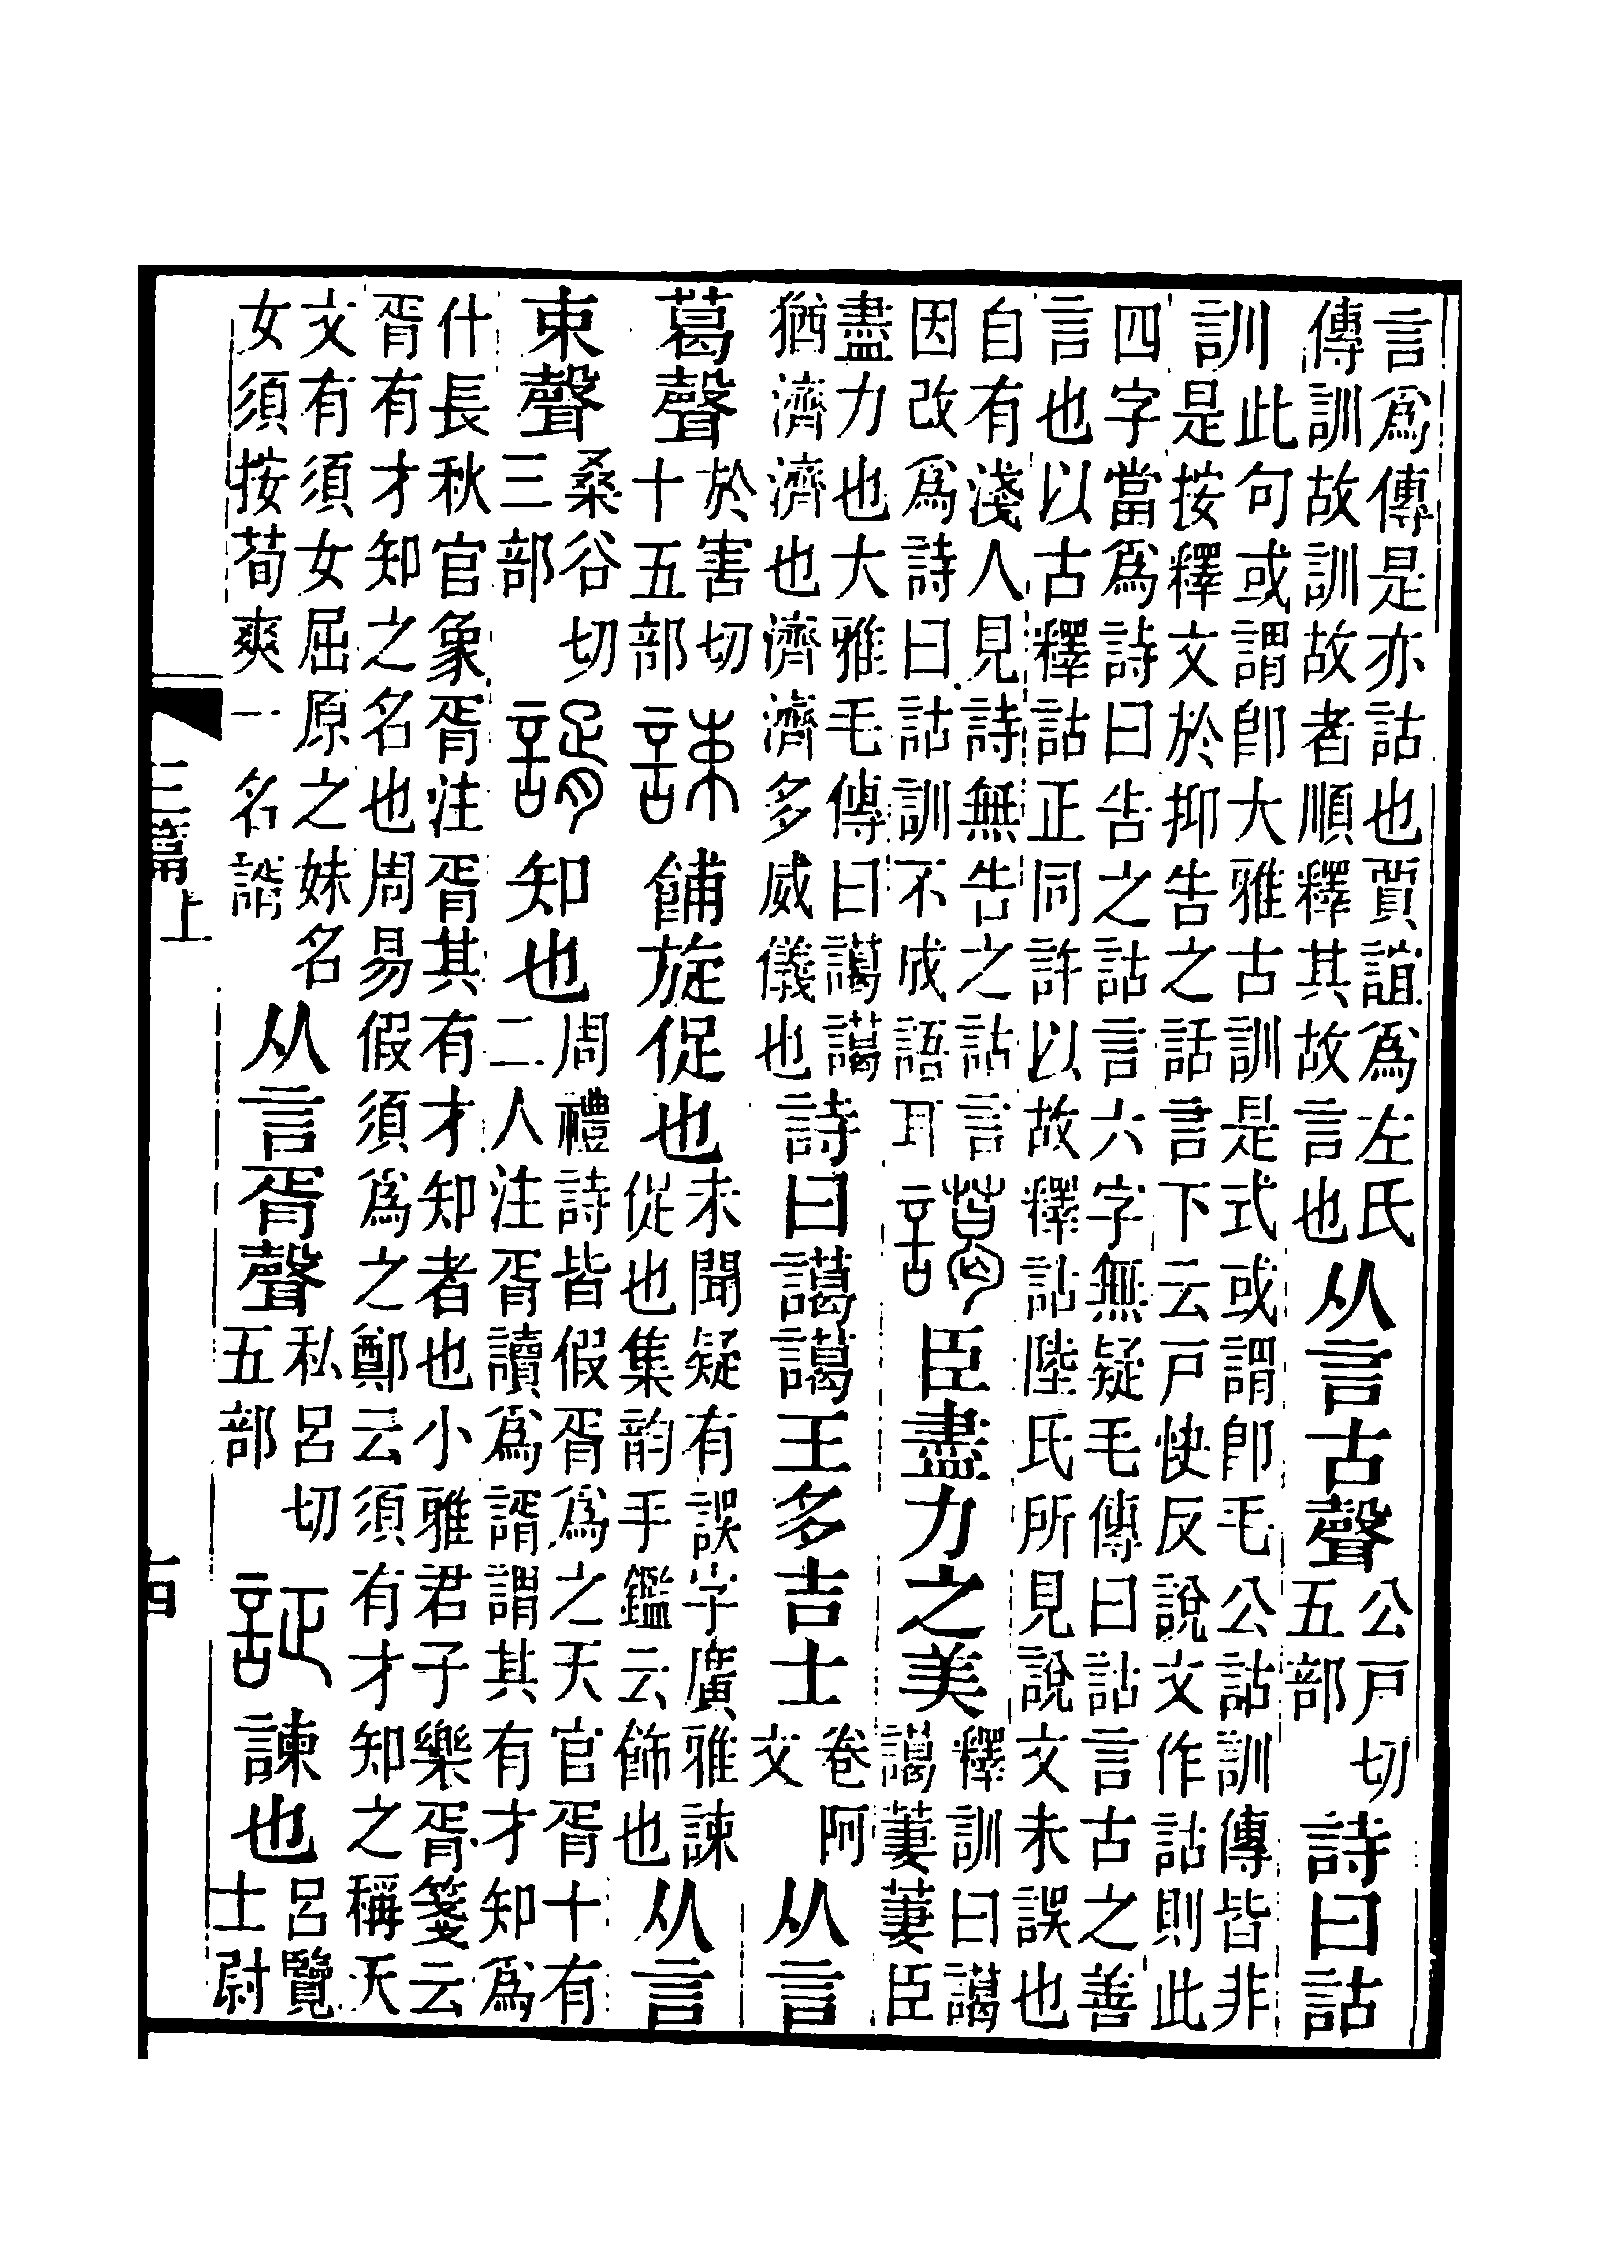 言爲傳是亦詁也賈誼爲左氏傳訓故訓故者順釋其故言也从言古聲公戸切五部詩曰詁
訓此句或謂卽大雅古訓是式或謂卽毛公詁訓傳皆非是按釋文於抑告之話言下云戸快反說文作詁則此
四字當爲詩曰告之詁言六字無疑毛傳曰詁言古之善言也以古釋詁正同許以故釋詁陸氏所見說文未誤也
自有淺人見詩無告之詁言因改爲詩曰詁訓不成語耳譪臣盡力之美釋訓曰譪譪萋萋臣
盡力也大雅毛傳曰譪譪猶濟濟也濟濟多威儀也詩曰譪譪王多吉士卷阿文从言
葛聲於害切十五部誎餔旋促也未聞疑有誤字廣雅誎促也集韵手鑑云飾也从言
束聲桑谷切三部諝知也周禮詩皆假胥爲之天官胥十有二人注胥讀爲諝謂其有才知爲
什長秋官象胥注胥其有才知者也小雅君子樂胥箋云胥有才知之名也周易假須爲之鄭云須有才知之稱天
文有須女屈原之妹名女須按荀爽一名諝从言胥聲私呂切五部証諫也呂覽士尉
三篇上
十四